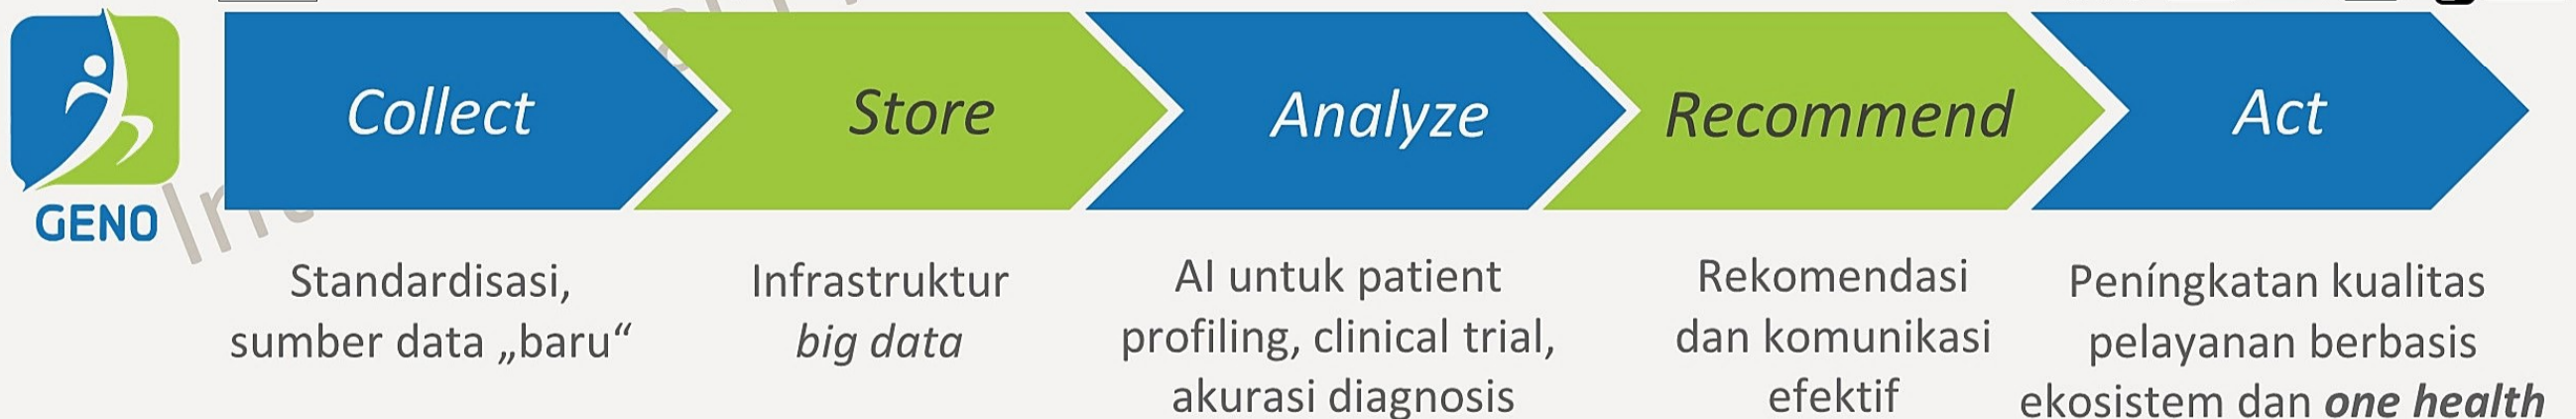 GENO
Collect
Store
Analyze
Recommend
Act
Standardisasi,
sumber data „baru“
Infrastruktur
big data
AI untuk patient
profiling, clinical trial,
akurasi diagnosis
Rekomendasi
dan komunikasi
efektif
Peníngkatan kualitas
pelayanan berbasis
ekosistem dan one health